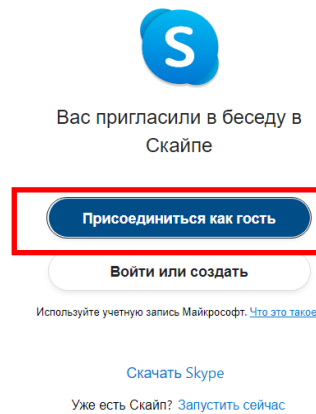 S
Вас пригласили в беседу в
Скайпе
Присоединиться как гость
Войти или создать
Используйте учетную запись Майкрософт. Что это такое
Скачать Skype
Уже есть Скайп? Запустить сейчас